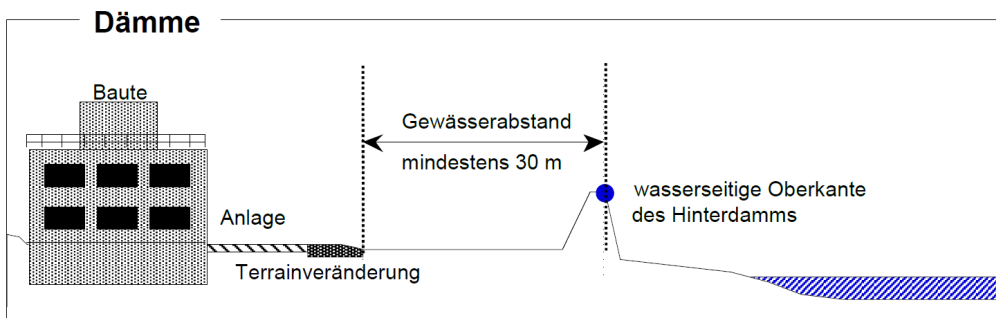 Dämme
Baute
Gewässerabstand
mindestens 30 m
wasserseitige Oberkante
des Hinterdamms
Anlage
Terrainveränderung